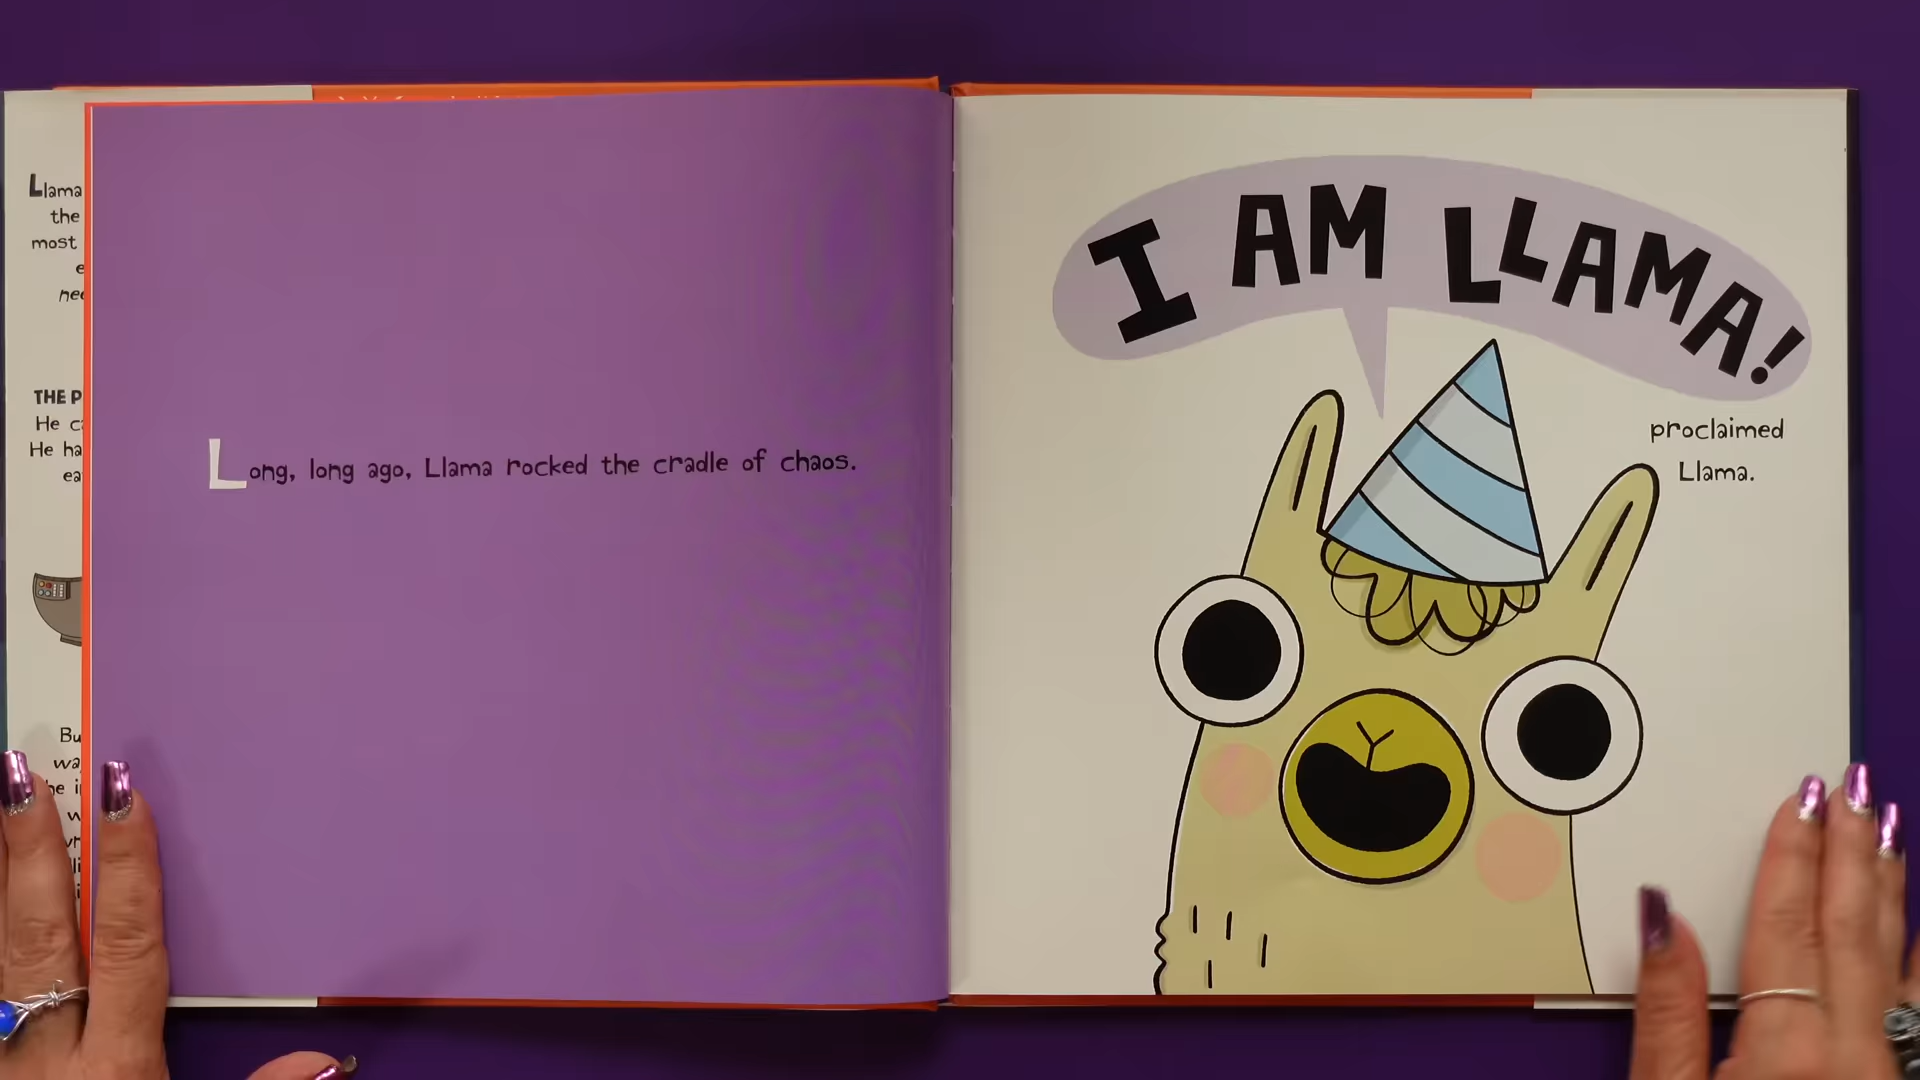 Llama
the
most
THE P
He
He ha
Long, long ago, Llama rocked the cradle of chaos.
I AM LLAMA!
proclaimed
Llama.